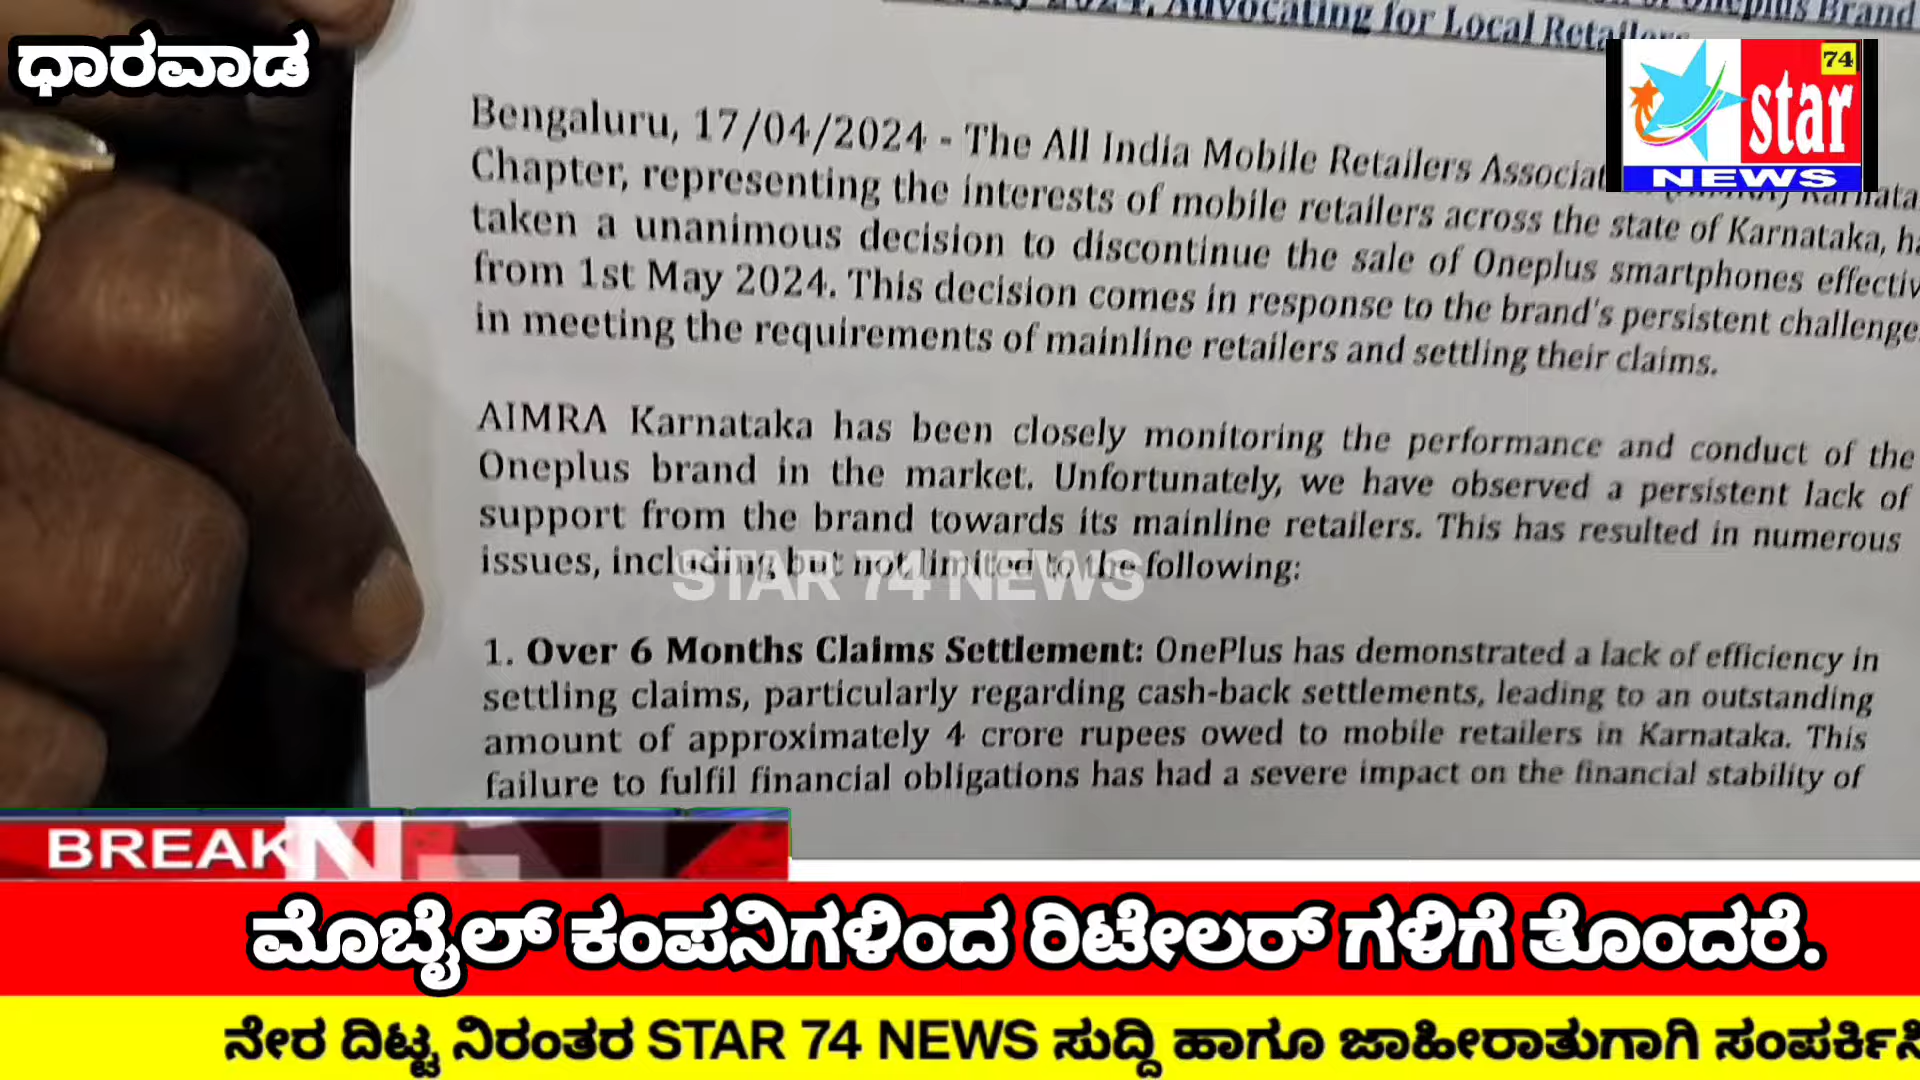 ಧಾರವಾಡ
2024, Advocating for Local Retailers
Oneplus Brand
74
star
NEWS
Bengaluru, 17/04/2024 - The All India Mobile Retailers
Chapter, representing the interests of mobile retailers across the state of Karnataka,
taken a unanimous decision to discontinue the sale of Oneplus smartphones
from 1st May 2024. This decision comes in response to the brand's persistent
in meeting the requirements of mainline retailers and settling their claims.
AIMRA Karnataka has been closely monitoring the performance and conduct of the
Oneplus brand in the market. Unfortunately, we have observed a persistent lack of
support from the brand towards its mainline retailers. This has resulted in numerous
issues, including but not limited to the following:
STAR 74 NEWS
1. Over 6 Months Claims Settlement: OnePlus has demonstrated a lack of efficiency in
settling claims, particularly regarding cash-back settlements, leading to an outstanding
amount of approximately 4 crore rupees owed to mobile retailers in Karnataka. This
failure to fulfil financial obligations has had a severe impact on the financial stability of
BREAK
ಮೊಬೈಲ್ ಕಂಪನಿಗಳಿಂದ ರಿಟೇಲರ್ ಗಳಿಗೆ ತೊಂದರೆ.
ನೇರ ದಿಟ್ಟ ನಿರಂತರ STAR 74 NEWS ಸುದ್ದಿ ಹಾಗೂ ಜಾಹೀರಾತುಗಾಗಿ